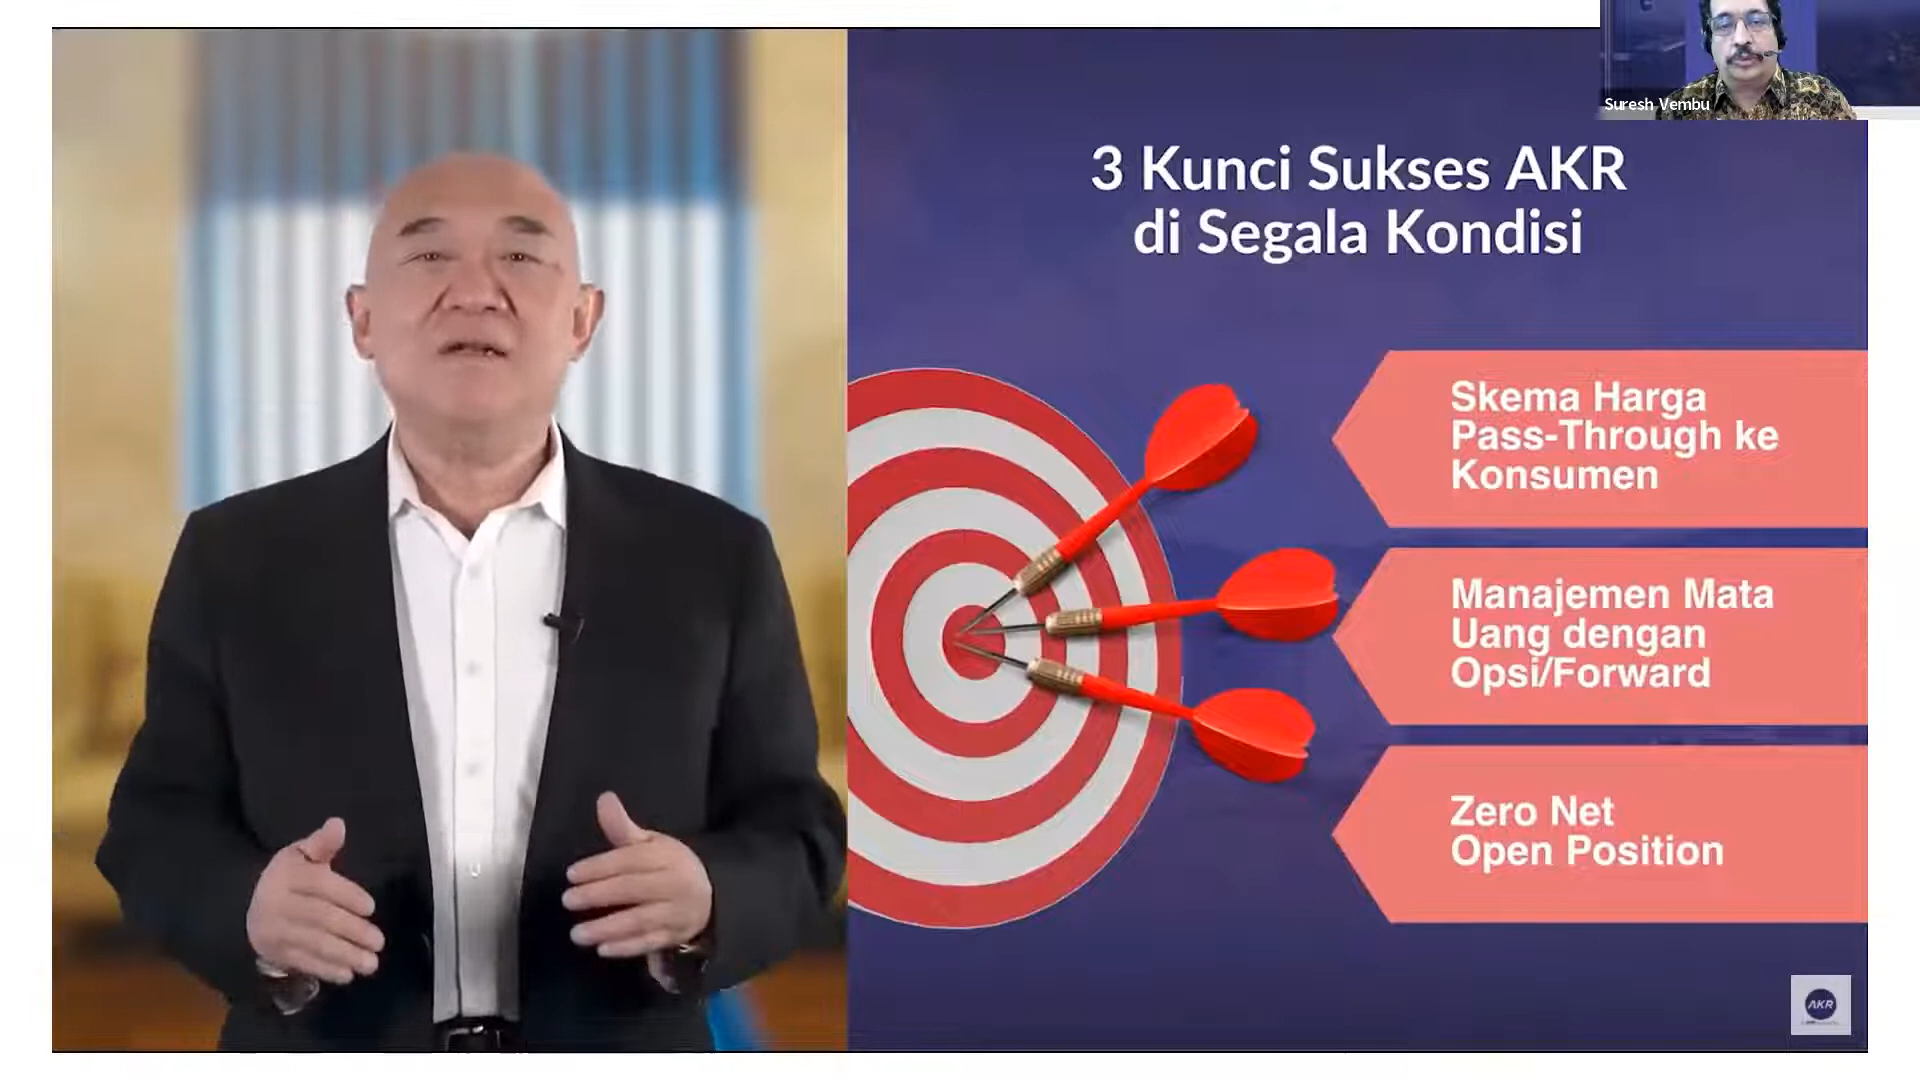 Suresh Vembu
3 Kunci Sukses AKR
di Segala Kondisi
Skema Harga
Pass-Through ke
Konsumen
Manajemen Mata
Uang dengan
Opsi/Forward
Zero Net
Open Position
AKR